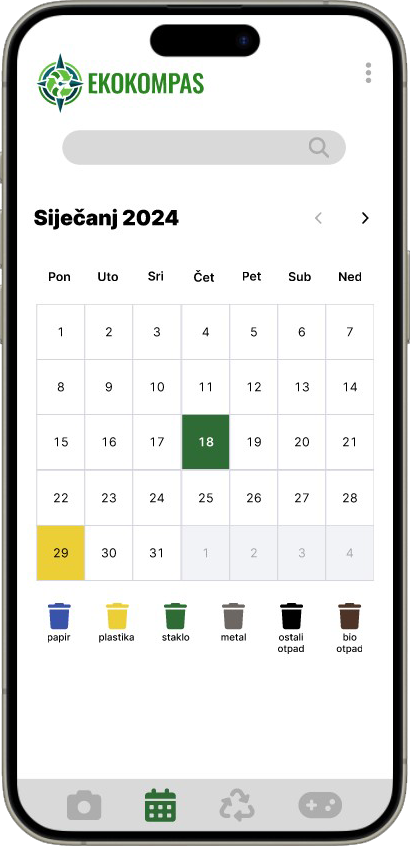 EKOKOMPAS
Siječanj 2024
Pon Uto Sri Čet Pet Sub Ned
1 2 3 4 5 6 7
8 9 10 11 12 13 14
15 16 17 18 19 20 21
22 23 24 25 26 27 28
29 30 31 1 2 3 4
papir plastika staklo metal ostali bio
otpad otpad